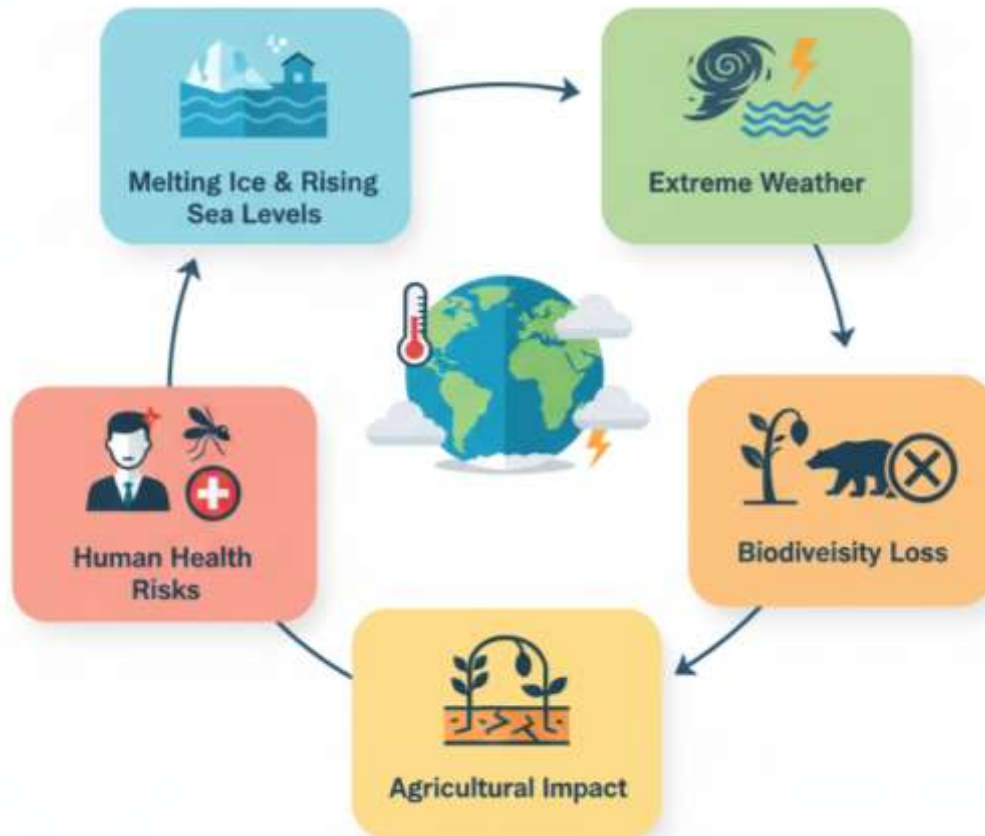 Melting Ice & Rising
Sea Levels
Extreme Weather
Biodiveisity Loss
Agricultural Impact
Human Health
Risks